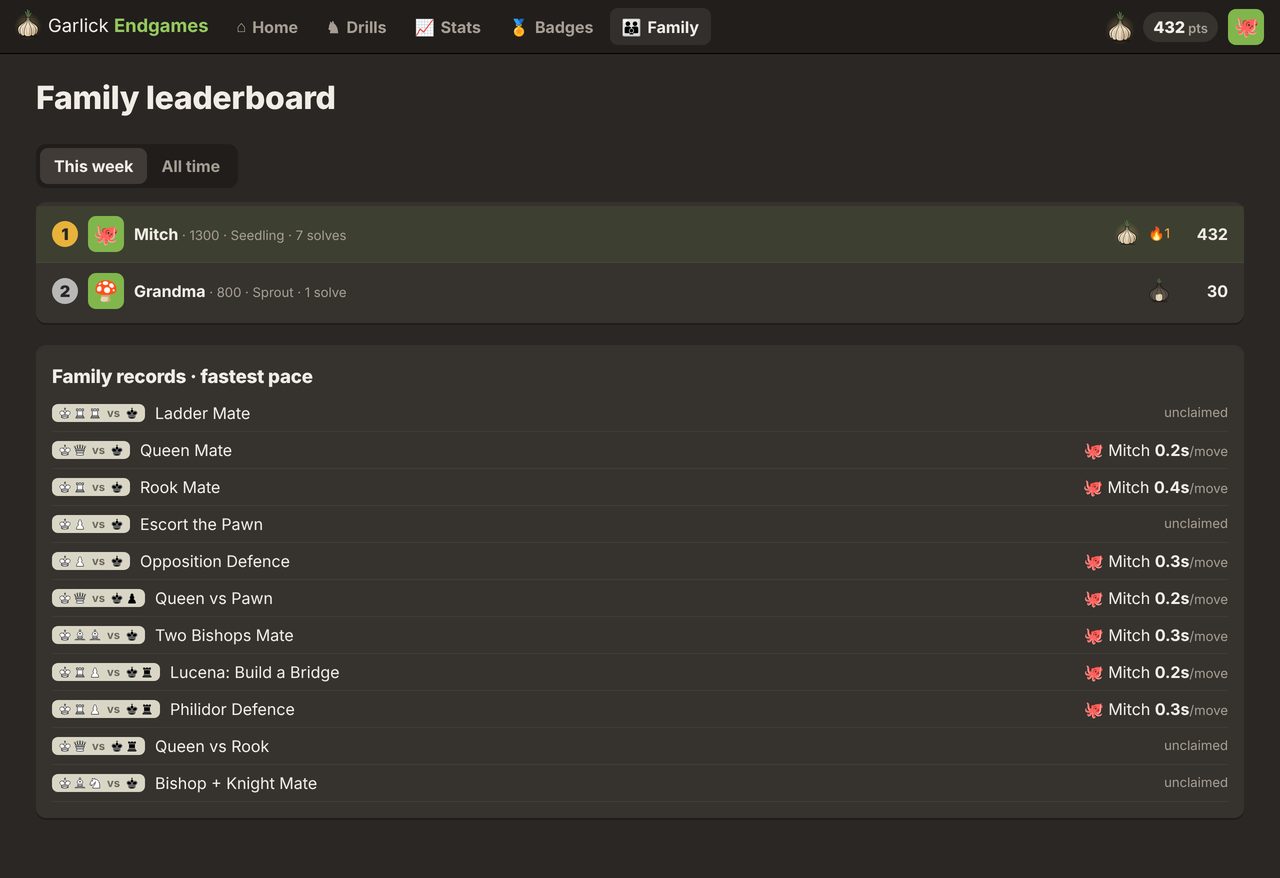 Garlick Endgames Home Drills Stats Badges Family 432 pts
Family leaderboard
This week All time
1 Mitch · 1300 · Seedling · 7 solves 1 432
2 Grandma · 800 · Sprout · 1 solve 30
Family records · fastest pace
vs Ladder Mate unclaimed
vs Queen Mate Mitch 0.2s/move
vs Rook Mate Mitch 0.4s/move
vs Escort the Pawn unclaimed
vs Opposition Defence Mitch 0.3s/move
vs Queen vs Pawn Mitch 0.2s/move
vs Two Bishops Mate Mitch 0.3s/move
vs Lucena: Build a Bridge Mitch 0.2s/move
vs Philidor Defence Mitch 0.3s/move
vs Queen vs Rook unclaimed
vs Bishop + Knight Mate unclaimed